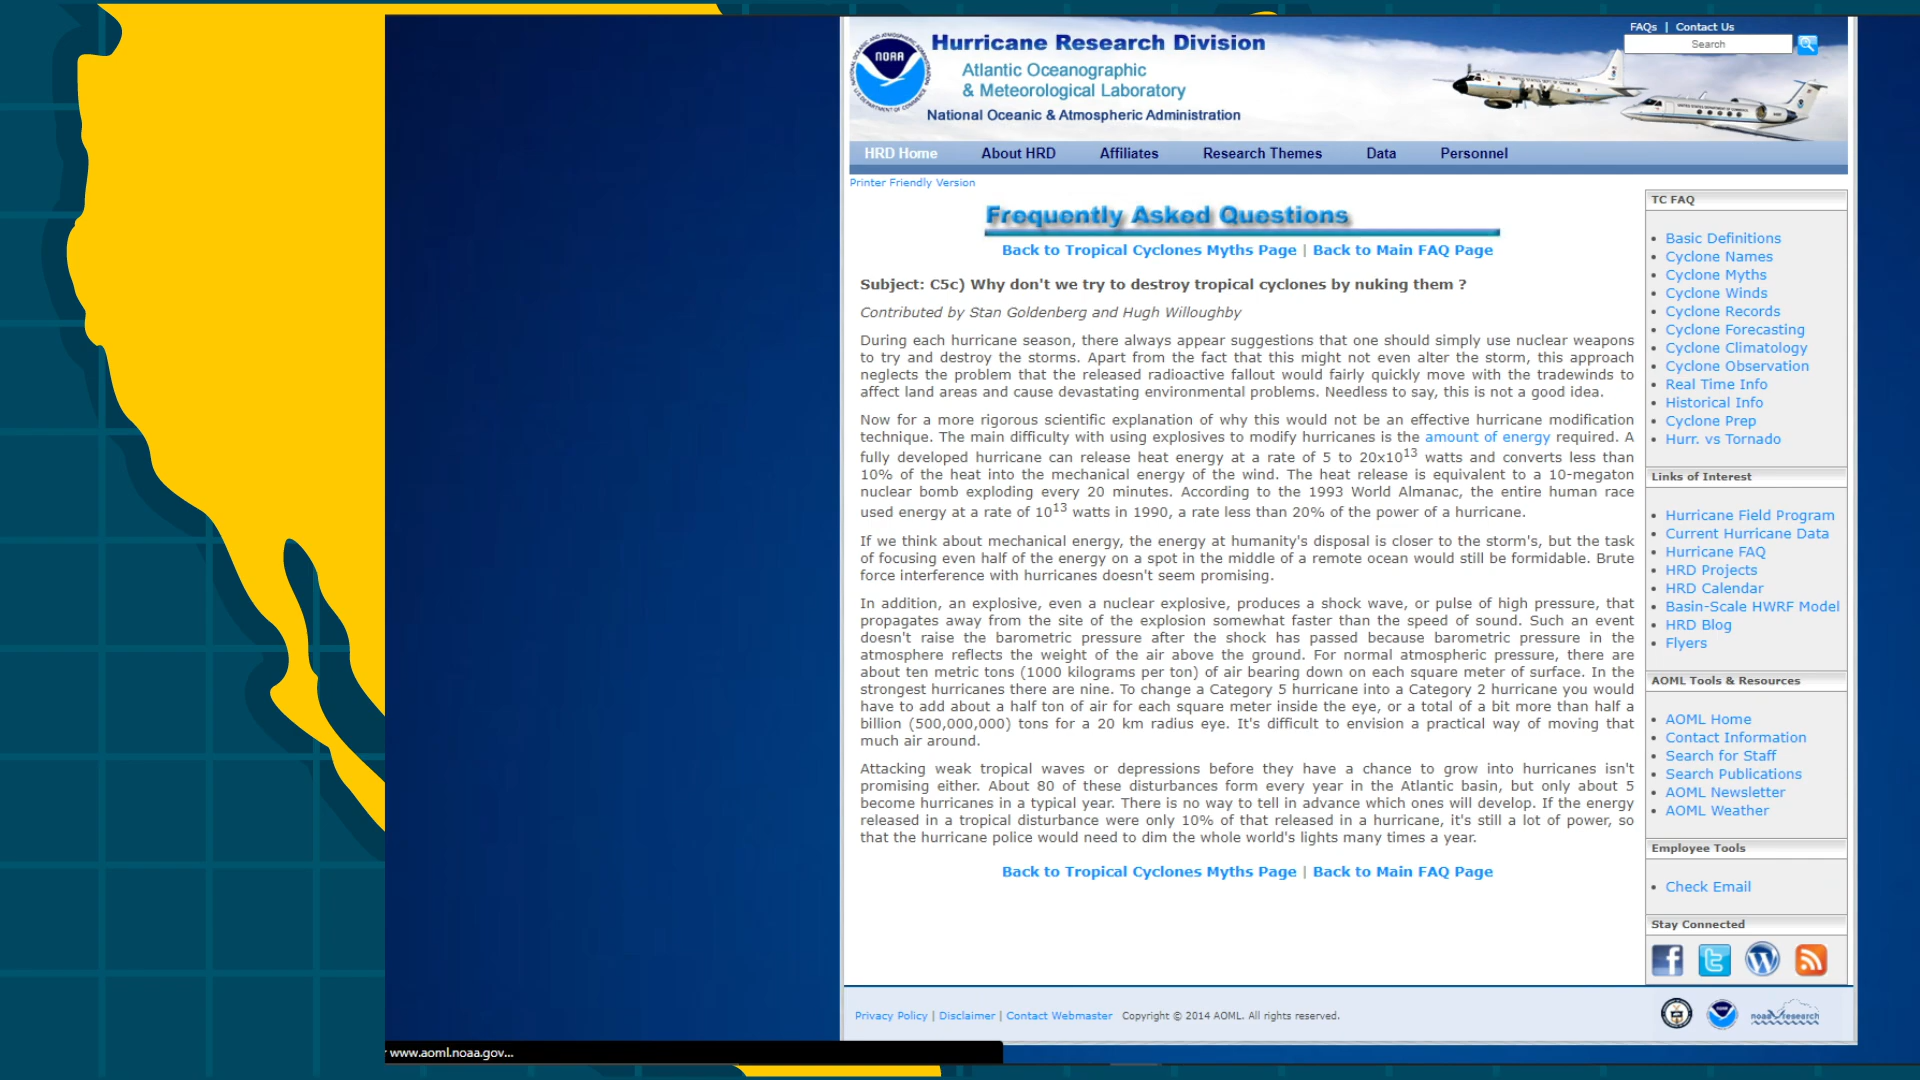 FAQs | Contact Us
Search
NOAA
Hurricane Research Division
Atlantic Oceanographic
& Meteorological Laboratory
National Oceanic & Atmospheric Administration
HRD Home About HRD Affiliates Research Themes Data Personnel
Printer Friendly Version
Frequently Asked Questions
Back to Tropical Cyclones Myths Page | Back to Main FAQ Page
Subject: C5c) Why don't we try to destroy tropical cyclones by nuking them ?
Contributed by Stan Goldenberg and Hugh Willoughby
During each hurricane season, there always appear suggestions that one should simply use nuclear weapons
to try and destroy the storms. Apart from the fact that this might not even alter the storm, this approach
neglects the problem that the released radioactive fallout would fairly quickly move with the tradewinds to
affect land areas and cause devastating environmental problems. Needless to say, this is not a good idea.
Now for a more rigorous scientific explanation of why this would not be an effective hurricane modification
technique. The main difficulty with using explosives to modify hurricanes is the amount of energy required. A
fully developed hurricane can release heat energy at a rate of 5 to 20x10¹³ watts and converts less than
10% of the heat into the mechanical energy of the wind. The heat release is equivalent to a 10-megaton
nuclear bomb exploding every 20 minutes. According to the 1993 World Almanac, the entire human race
used energy at a rate of 10¹³ watts in 1990, a rate less than 20% of the power of a hurricane.
If we think about mechanical energy, the energy at humanity's disposal is closer to the storm's, but the task
of focusing even half of the energy on a spot in the middle of a remote ocean would still be formidable. Brute
force interference with hurricanes doesn't seem promising.
In addition, an explosive, even a nuclear explosive, produces a shock wave, or pulse of high pressure, that
propagates away from the site of the explosion somewhat faster than the speed of sound. Such an event
doesn't raise the barometric pressure after the shock has passed because barometric pressure in the
atmosphere reflects the weight of the air above the ground. For normal atmospheric pressure, there are
about ten metric tons (1000 kilograms per ton) of air bearing down on each square meter of surface. In the
strongest hurricanes there are nine. To change a Category 5 hurricane into a Category 2 hurricane you would
have to add about a half ton of air for each square meter inside the eye, or a total of a bit more than half a
billion (500,000,000) tons for a 20 km radius eye. It's difficult to envision a practical way of moving that
much air around.
Attacking weak tropical waves or depressions before they have a chance to grow into hurricanes isn't
promising either. About 80 of these disturbances form every year in the Atlantic basin, but only about 5
become hurricanes in a typical year. There is no way to tell in advance which ones will develop. If the energy
released in a tropical disturbance were only 10% of that released in a hurricane, it's still a lot of power, so
that the hurricane police would need to dim the whole world's lights many times a year.
Back to Tropical Cyclones Myths Page | Back to Main FAQ Page
TC FAQ
Basic Definitions
Cyclone Names
Cyclone Myths
Cyclone Winds
Cyclone Records
Cyclone Forecasting
Cyclone Climatology
Cyclone Observation
Real Time Info
Historical Info
Cyclone Prep
Hurr. vs Tornado
Links of Interest
Hurricane Field Program
Current Hurricane Data
Hurricane FAQ
HRD Projects
HRD Calendar
Basin-Scale HWRF Model
HRD Blog
Flyers
AOML Tools & Resources
AOML Home
Contact Information
Search for Staff
Search Publications
AOML Newsletter
AOML Weather
Employee Tools
Check Email
Stay Connected
Privacy Policy | Disclaimer | Contact Webmaster Copyright © 2014 AOML. All rights reserved.
noaa research
www.aoml.noaa.gov...